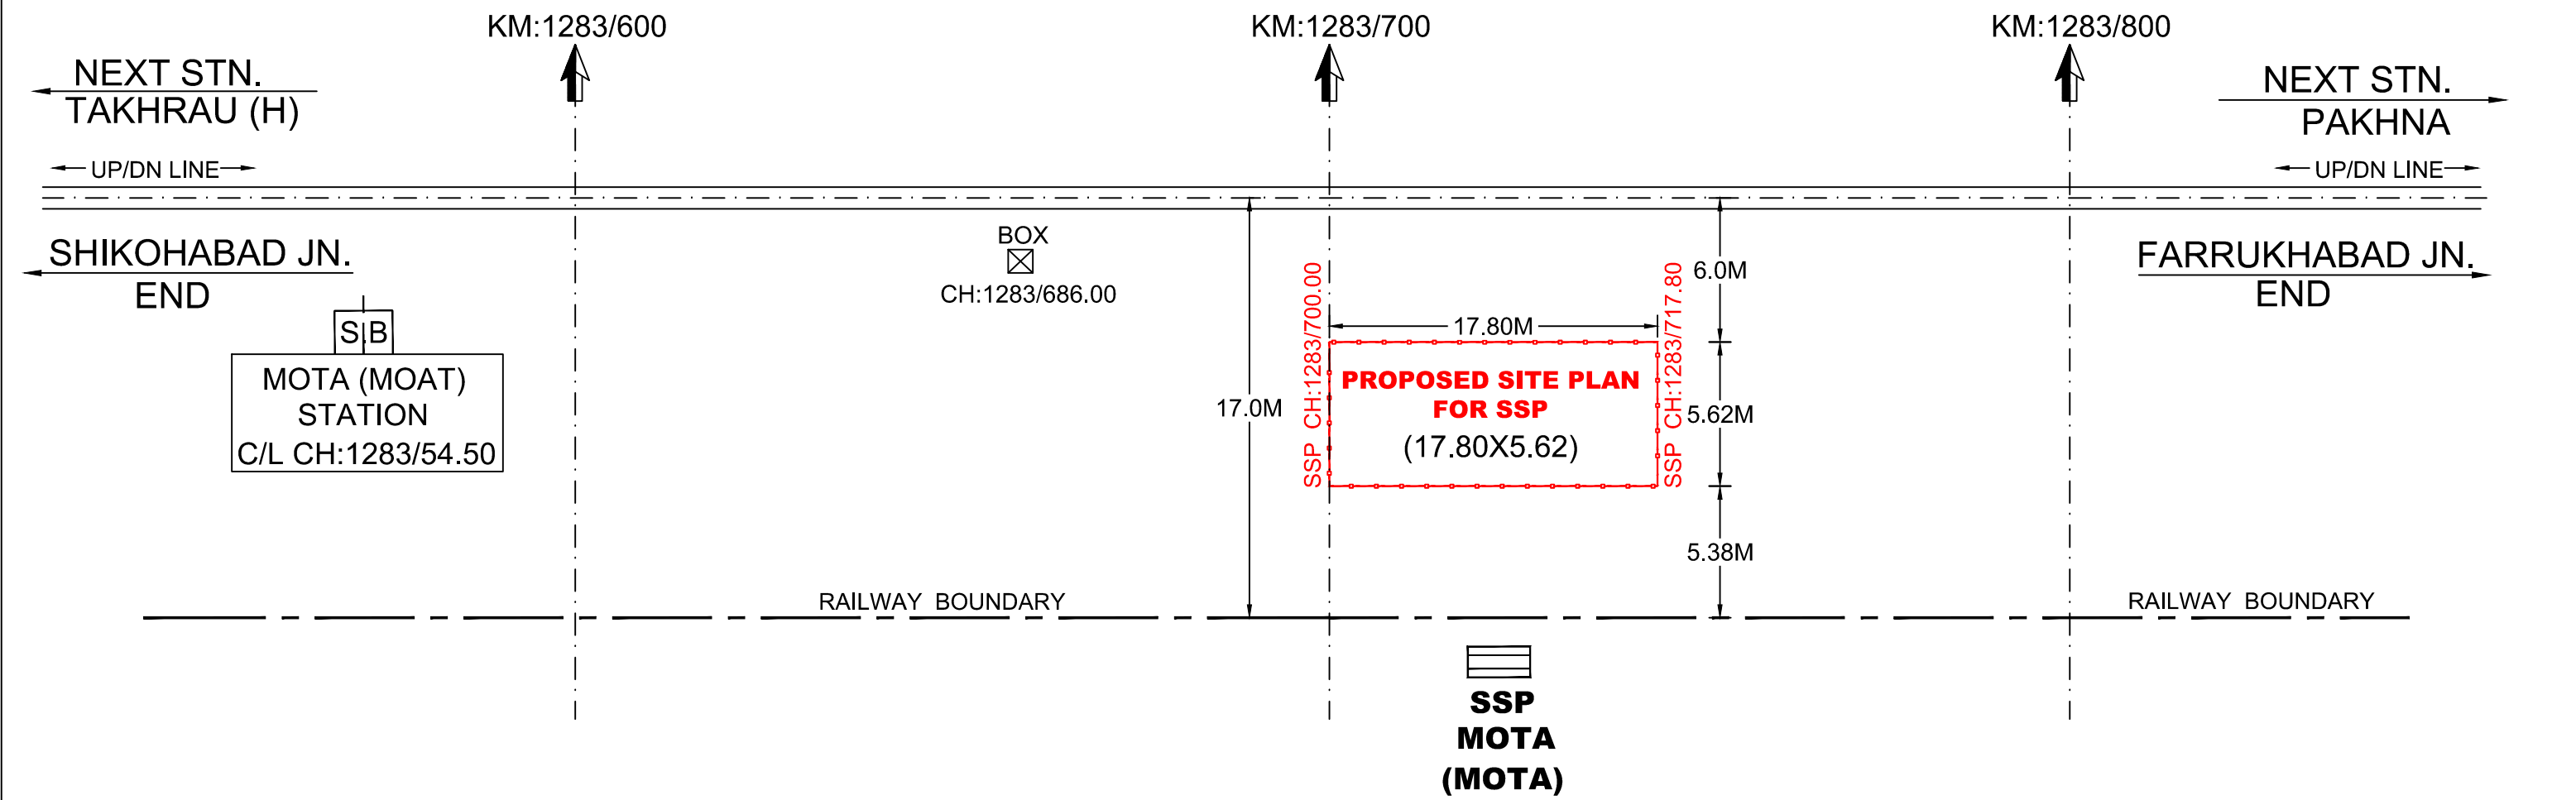 KM:1283/600
KM:1283/700
KM:1283/800
NEXT STN.
TAKHRAU (H)
NEXT STN.
PAKHNA
UP/DN LINE
UP/DN LINE
SHIKOHABAD JN.
END
BOX
CH:1283/686.00
FARRUKHABAD JN.
END
S.B
MOTA (MOAT)
STATION
C/L CH:1283/54.50
17.0M
SSP CH:1283/700.00
17.80M
PROPOSED SITE PLAN
FOR SSP
(17.80X5.62)
SSP CH:1283/717.80
6.0M
5.62M
5.38M
RAILWAY BOUNDARY
RAILWAY BOUNDARY
SSP
MOTA
(MOTA)